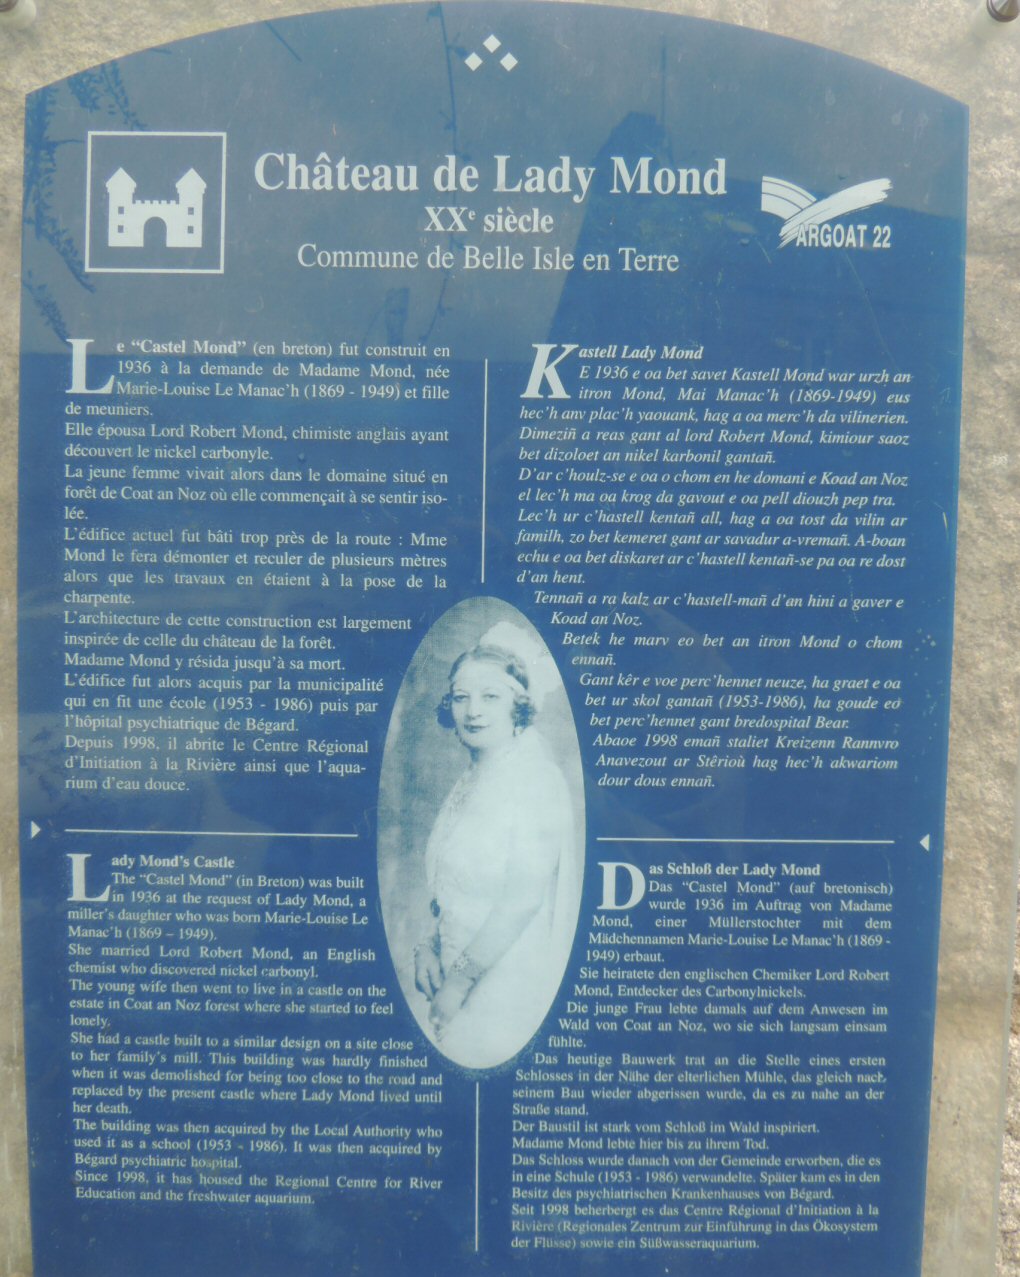 Château de Lady Mond
XXe siècle
Commune de Belle Isle en Terre
ARGOAT 22
Le “Castel Mond” (en breton) fut construit en
1936 à la demande de Madame Mond, née
Marie-Louise Le Manac’h (1869 - 1949) et fille
de meuniers.
Elle épousa Lord Robert Mond, chimiste anglais ayant
découvert le nickel carbonyle.
La jeune femme vivait alors dans le domaine situé en
forêt de Coat an Noz où elle commençait à se sentir iso-
lée.
L’édifice actuel fut bâti trop près de la route : Mme
Mond le fera démonter et reculer de plusieurs mètres
alors que les travaux en étaient à la pose de la
charpente.
L’architecture de cette construction est largement
inspirée de celle du château de la forêt.
Madame Mond y résida jusqu’à sa mort.
L’édifice fut alors acquis par la municipalité
qui en fit une école (1953 - 1986) puis par
l’hôpital psychiatrique de Bégard.
Depuis 1998, il abrite le Centre Régional
d’Initiation à la Rivière ainsi que l’aqua-
rium d’eau douce.
Kastell Lady Mond
E 1936 e oa bet savet Kastell Mond war urzh an
itron Mond, Mai Manac’h (1869-1949) eus
hec’h anv plac’h yaouank, hag a oa merc’h da vilinerien.
Dimeziñ a reas gant al lord Robert Mond, kimiour saoz
bet dizoloet an nikel karbonil gantañ.
D’ar c’houlz-se e oa o chom en he domani e Koad an Noz
el lec’h ma oa krog da gavout e oa pell diouzh pep tra.
Lec’h ur c’hastell kentañ all, hag a oa tost da vilin ar
familh, zo bet kemeret gant ar savadur a-vremañ. A-boan
echu e oa bet diskaret ar c’hastell kentañ-se pa oa re dost
d’an hent.
Tennañ a ra kalz ar c’hastell-mañ d’an hini a gaver e
Koad an Noz.
Betek he marv eo bet an itron Mond o chom
ennañ.
Gant kêr e voe perc’hennet neuze, ha graet e oa
bet ur skol gantañ (1953-1986), ha goude eo
bet perc’hennet gant bredospital Bear.
Abaoe 1998 emañ staliet Kreizenn Rannvro
Anavezout ar Stêrioù hag hec’h akwariom
dour dous ennañ.
Lady Mond’s Castle
The “Castel Mond” (in Breton) was built
in 1936 at the request of Lady Mond, a
miller’s daughter who was born Marie-Louise Le
Manac’h (1869 – 1949).
She married Lord Robert Mond, an English
chemist who discovered nickel carbonyl.
The young wife then went to live in a castle on the
estate in Coat an Noz forest where she started to feel
lonely.
She had a castle built to a similar design on a site close
to her family’s mill. This building was hardly finished
when it was demolished for being too close to the road and
replaced by the present castle where Lady Mond lived until
her death.
The building was then acquired by the Local Authority who
used it as a school (1953 - 1986). It was then acquired by
Bégard psychiatric hospital.
Since 1998, it has housed the Regional Centre for River
Education and the freshwater aquarium.
Das Schloß der Lady Mond
Das “Castel Mond” (auf bretonisch)
wurde 1936 im Auftrag von Madame
Mond, einer Müllerstochter mit dem
Mädchennamen Marie-Louise Le Manac’h (1869 -
1949) erbaut.
Sie heiratete den englischen Chemiker Lord Robert
Mond, Entdecker des Carbonylnickels.
Die junge Frau lebte damals auf dem Anwesen im
Wald von Coat an Noz, wo sie sich langsam einsam
fühlte.
Das heutige Bauwerk trat an die Stelle eines ersten
Schlosses in der Nähe der elterlichen Mühle, das gleich nach
seinem Bau wieder abgerissen wurde, da es zu nahe an der
Straße stand.
Der Baustil ist stark vom Schloß im Wald inspiriert.
Madame Mond lebte hier bis zu ihrem Tod.
Das Schloss wurde danach von der Gemeinde erworben, die es
in eine Schule (1953 - 1986) verwandelte. Später kam es in den
Besitz des psychiatrischen Krankenhauses von Bégard.
Seit 1998 beherbergt es das Centre Régional d’Initiation à la
Rivière (Regionales Zentrum zur Einführung in das Ökosystem
der Flüsse) sowie ein Süßwasseraquarium.